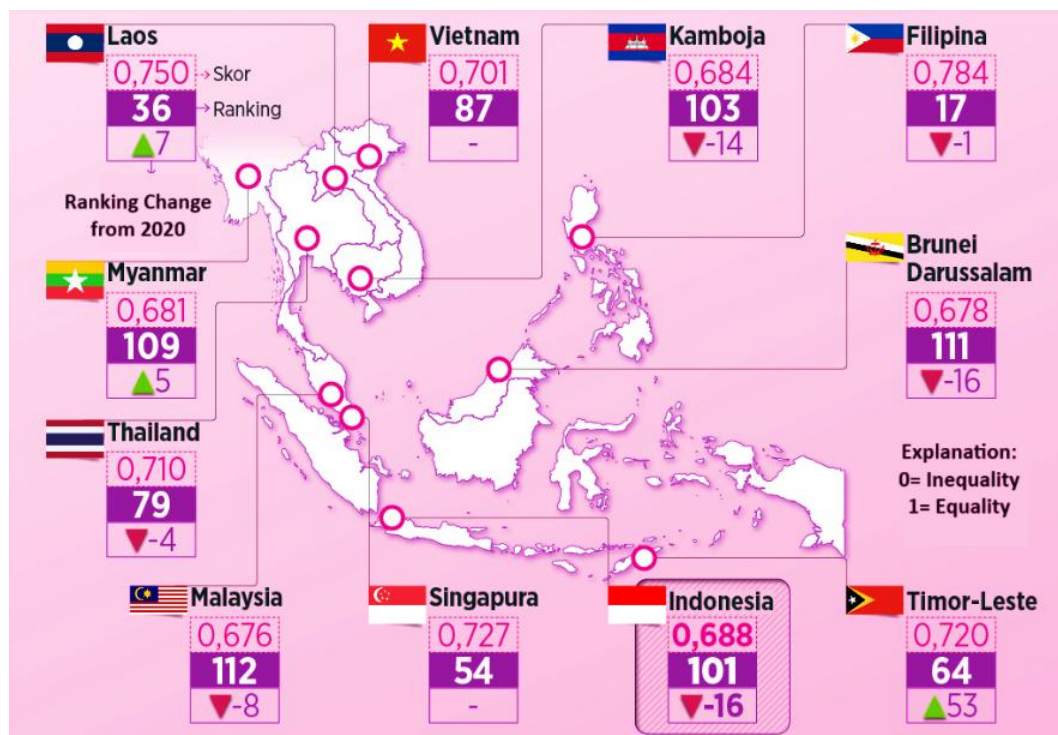 Laos
0,750
Skor
36
Ranking
7
Ranking Change
from 2020
Vietnam
0,701
87
-
Kamboja
0,684
103
-14
Filipina
0,784
17
-1
Myanmar
0,681
109
5
Brunei
Darussalam
0,678
111
-16
Thailand
0,710
79
-4
Explanation:
0= Inequality
1= Equality
Malaysia
0,676
112
-8
Singapura
0,727
54
-
Indonesia
0,688
101
-16
Timor-Leste
0,720
64
53